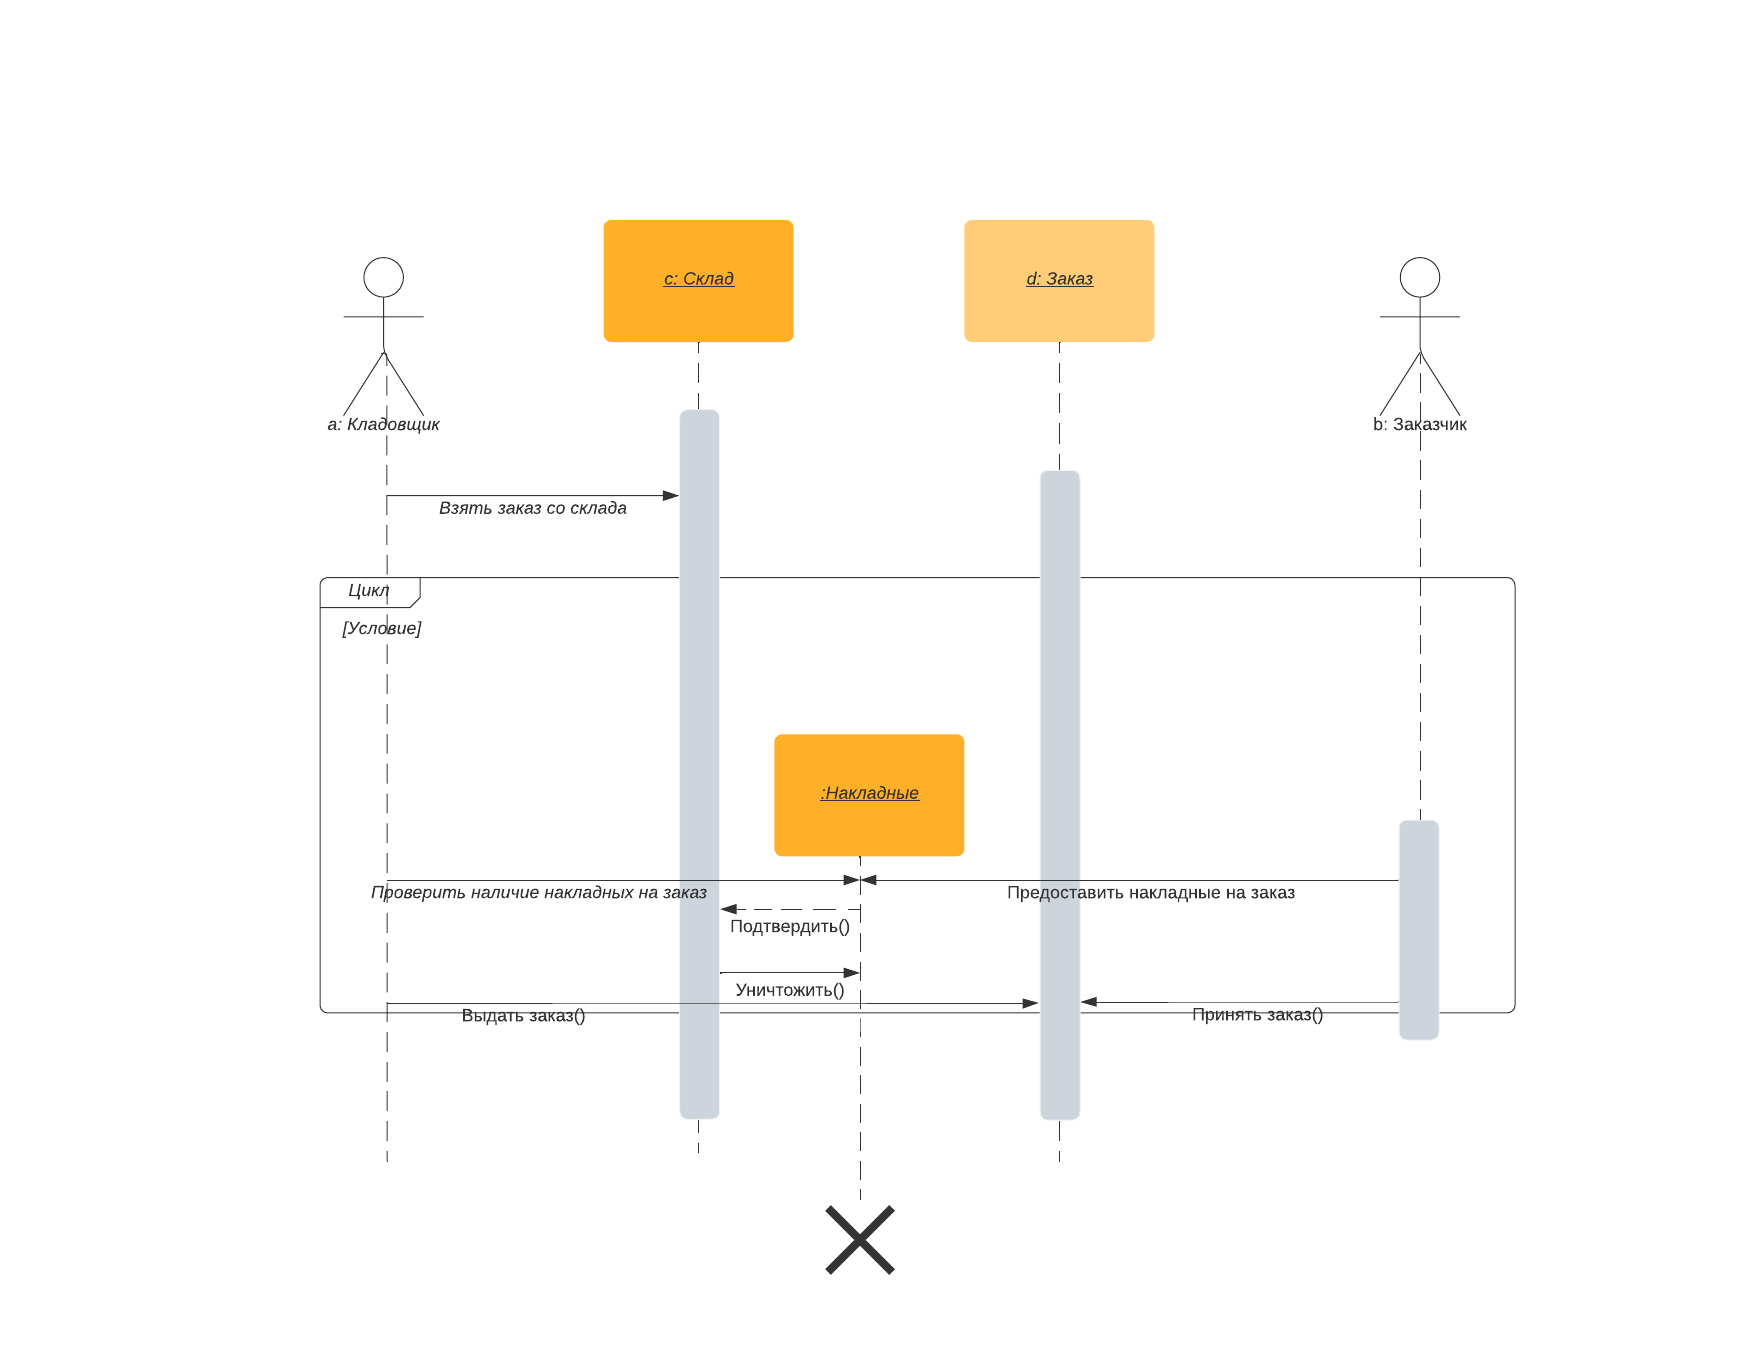 c: Склад
d: Заказ
a: Кладовщик
b: Заказчик
Взять заказ со склада
Цикл
[Условие]
:Накладные
Проверить наличие накладных на заказ
Предоставить накладные на заказ
Подтвердить()
Уничтожить()
Выдать заказ()
Принять заказ()